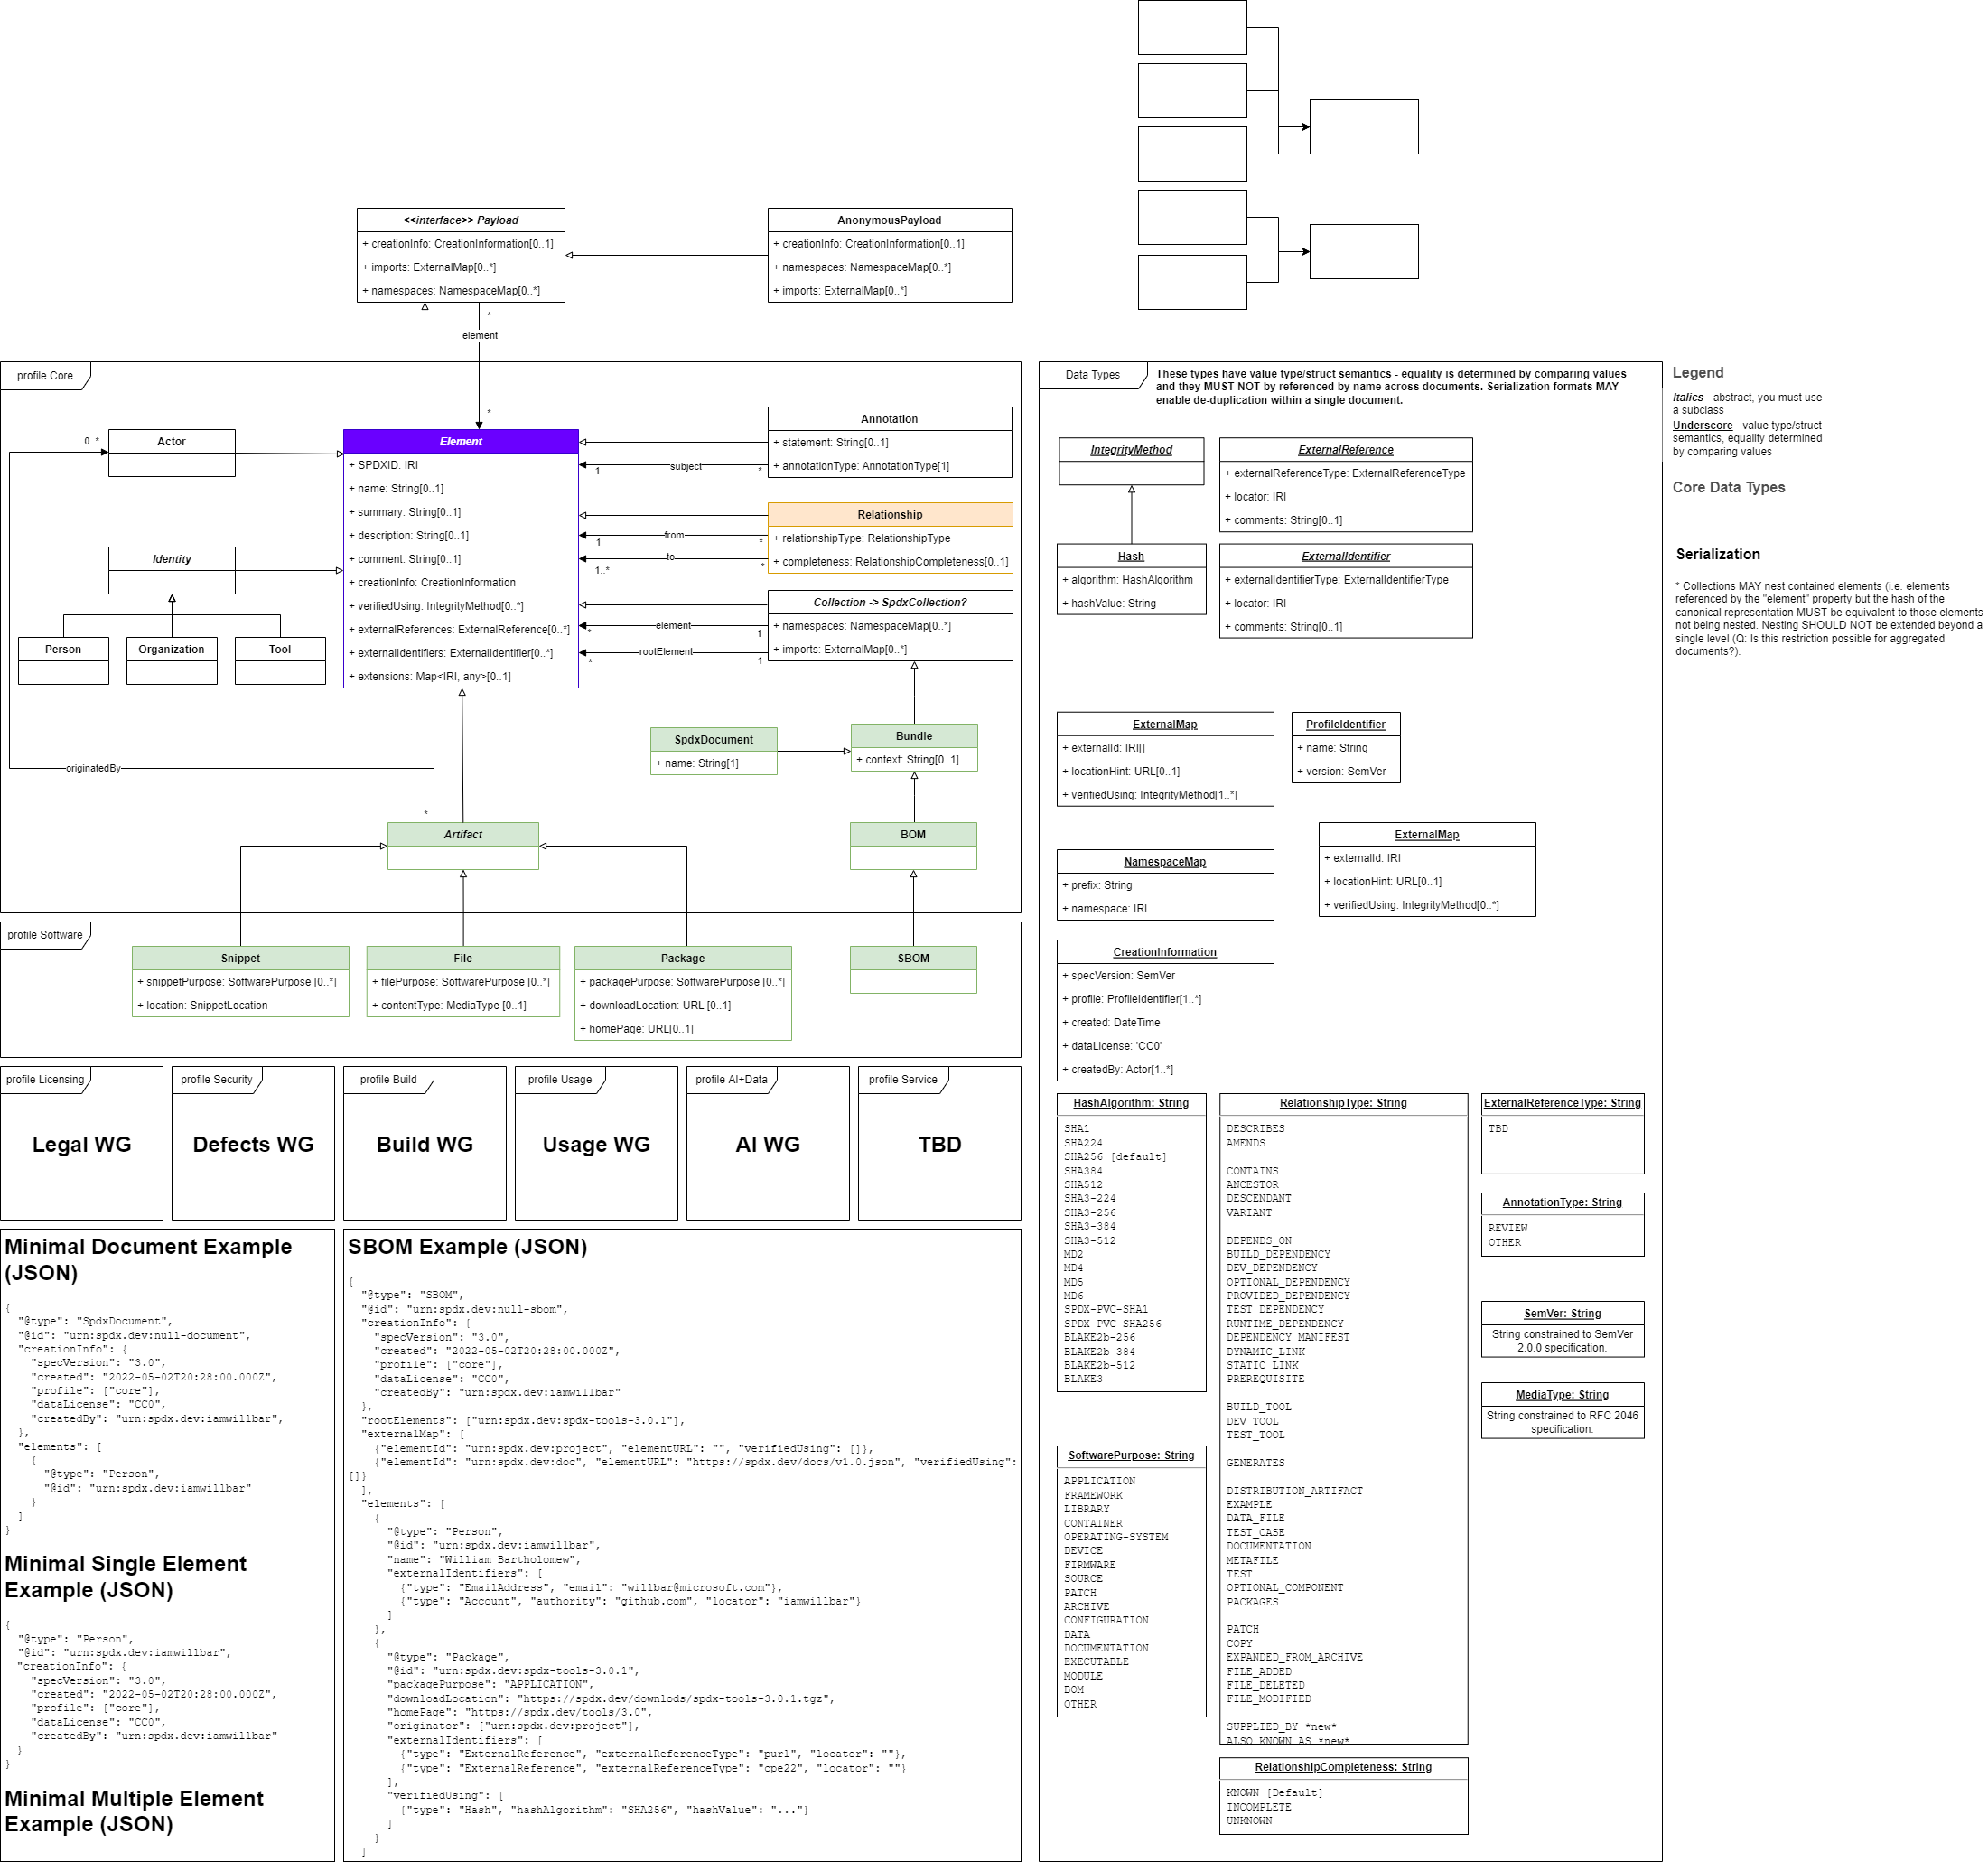 <<interface>> Payload
+ creationInfo: CreationInformation[0..1]
+ imports: ExternalMap[0..*]
+ namespaces: NamespaceMap[0..*]
AnonymousPayload
+ creationInfo: CreationInformation[0..1]
+ namespaces: NamespaceMap[0..*]
+ imports: ExternalMap[0..*]
*
element
*
profile Core
Actor
0..*
Element
+ SPDXID: IRI
+ name: String[0..1]
+ summary: String[0..1]
+ description: String[0..1]
+ comment: String[0..1]
+ creationInfo: CreationInformation
+ verifiedUsing: IntegrityMethod[0..*]
+ externalReferences: ExternalReference[0..*]
+ externalIdentifiers: ExternalIdentifier[0..*]
+ extensions: Map<IRI, any>[0..1]
Annotation
+ statement: String[0..1]
+ annotationType: AnnotationType[1]
1
subject
*
Relationship
+ relationshipType: RelationshipType
+ completeness: RelationshipCompleteness[0..1]
1
from
*
1..*
to
*
Collection -> SpdxCollection?
+ namespaces: NamespaceMap[0..*]
+ imports: ExternalMap[0..*]
*
element
1
*
rootElement
1
Identity
Person
Organization
Tool
SpdxDocument
+ name: String[1]
Bundle
+ context: String[0..1]
originatedBy
*
Artifact
BOM
profile Software
Snippet
+ snippetPurpose: SoftwarePurpose [0..*]
+ location: SnippetLocation
File
+ filePurpose: SoftwarePurpose [0..*]
+ contentType: MediaType [0..1]
Package
+ packagePurpose: SoftwarePurpose [0..*]
+ downloadLocation: URL [0..1]
+ homePage: URL[0..1]
SBOM
profile Licensing
Legal WG
profile Security
Defects WG
profile Build
Build WG
profile Usage
Usage WG
profile AI+Data
AI WG
profile Service
TBD
Minimal Document Example
(JSON)
{
"@type": "SpdxDocument",
"@id": "urn:spdx.dev:null-document",
"creationInfo": {
"specVersion": "3.0",
"created": "2022-05-02T20:28:00.000Z",
"profile": ["core"],
"dataLicense": "CC0",
"createdBy": "urn:spdx.dev:iamwillbar",
},
"elements": [
{
"@type": "Person",
"@id": "urn:spdx.dev:iamwillbar"
}
]
}
Minimal Single Element
Example (JSON)
{
"@type": "Person",
"@id": "urn:spdx.dev:iamwillbar",
"creationInfo": {
"specVersion": "3.0",
"created": "2022-05-02T20:28:00.000Z",
"profile": ["core"],
"dataLicense": "CC0",
"createdBy": "urn:spdx.dev:iamwillbar"
}
}
Minimal Multiple Element
Example (JSON)
SBOM Example (JSON)
{
"@type": "SBOM",
"@id": "urn:spdx.dev:null-sbom",
"creationInfo": {
"specVersion": "3.0",
"created": "2022-05-02T20:28:00.000Z",
"profile": ["core"],
"dataLicense": "CC0",
"createdBy": "urn:spdx.dev:iamwillbar"
},
"rootElements": ["urn:spdx.dev:spdx-tools-3.0.1"],
"externalMap": [
{"elementId": "urn:spdx.dev:project", "elementURL": "", "verifiedUsing": []},
{"elementId": "urn:spdx.dev:doc", "elementURL": "https://spdx.dev/docs/v1.0.json", "verifiedUsing":
[]}
],
"elements": [
{
"@type": "Person",
"@id": "urn:spdx.dev:iamwillbar",
"name": "William Bartholomew",
"externalIdentifiers": [
{"type": "EmailAddress", "email": "willbar@microsoft.com"},
{"type": "Account", "authority": "github.com", "locator": "iamwillbar"}
]
},
{
"@type": "Package",
"@id": "urn:spdx.dev:spdx-tools-3.0.1",
"packagePurpose": "APPLICATION",
"downloadLocation": "https://spdx.dev/downlods/spdx-tools-3.0.1.tgz",
"homePage": "https://spdx.dev/tools/3.0",
"originator": ["urn:spdx.dev:project"],
"externalIdentifiers": [
{"type": "ExternalReference", "externalReferenceType": "purl", "locator": ""},
{"type": "ExternalReference", "externalReferenceType": "cpe22", "locator": ""}
],
"verifiedUsing": [
{"type": "Hash", "hashAlgorithm": "SHA256", "hashValue": "..."}
]
}
]
Data Types
These types have value type/struct semantics - equality is determined by comparing values
and they MUST NOT by referenced by name across documents. Serialization formats MAY
enable de-duplication within a single document.
IntegrityMethod
ExternalReference
+ externalReferenceType: ExternalReferenceType
+ locator: IRI
+ comments: String[0..1]
Hash
+ algorithm: HashAlgorithm
+ hashValue: String
ExternalIdentifier
+ externalIdentifierType: ExternalIdentifierType
+ locator: IRI
+ comments: String[0..1]
ExternalMap
+ externalId: IRI[]
+ locationHint: URL[0..1]
+ verifiedUsing: IntegrityMethod[1..*]
ProfileIdentifier
+ name: String
+ version: SemVer
NamespaceMap
+ prefix: String
+ namespace: IRI
ExternalMap
+ externalId: IRI
+ locationHint: URL[0..1]
+ verifiedUsing: IntegrityMethod[0..*]
CreationInformation
+ specVersion: SemVer
+ profile: ProfileIdentifier[1..*]
+ created: DateTime
+ dataLicense: 'CC0'
+ createdBy: Actor[1..*]
HashAlgorithm: String
SHA1
SHA224
SHA256 [default]
SHA384
SHA512
SHA3-224
SHA3-256
SHA3-384
SHA3-512
MD2
MD4
MD5
MD6
SPDX-PVC-SHA1
SPDX-PVC-SHA256
BLAKE2b-256
BLAKE2b-384
BLAKE2b-512
BLAKE3
SoftwarePurpose: String
APPLICATION
FRAMEWORK
LIBRARY
CONTAINER
OPERATING-SYSTEM
DEVICE
FIRMWARE
SOURCE
PATCH
ARCHIVE
CONFIGURATION
DATA
DOCUMENTATION
EXECUTABLE
MODULE
BOM
OTHER
RelationshipType: String
DESCRIBES
AMENDS
CONTAINS
ANCESTOR
DESCENDANT
VARIANT
DEPENDS_ON
BUILD_DEPENDENCY
DEV_DEPENDENCY
OPTIONAL_DEPENDENCY
PROVIDED_DEPENDENCY
TEST_DEPENDENCY
RUNTIME_DEPENDENCY
DEPENDENCY_MANIFEST
DYNAMIC_LINK
STATIC_LINK
PREREQUISITE
BUILD_TOOL
DEV_TOOL
TEST_TOOL
GENERATES
DISTRIBUTION_ARTIFACT
EXAMPLE
DATA_FILE
TEST_CASE
DOCUMENTATION
METAFILE
TEST
OPTIONAL_COMPONENT
PACKAGES
PATCH
COPY
EXPANDED_FROM_ARCHIVE
FILE_ADDED
FILE_DELETED
FILE_MODIFIED
SUPPLIED_BY *new*
ALSO_KNOWN_AS *new*
RelationshipCompleteness: String
KNOWN [Default]
INCOMPLETE
UNKNOWN
ExternalReferenceType: String
TBD
AnnotationType: String
REVIEW
OTHER
SemVer: String
String constrained to SemVer
2.0.0 specification.
MediaType: String
String constrained to RFC 2046
specification.
Legend
Italics - abstract, you must use
a subclass
Underscore - value type/struct
semantics, equality determined
by comparing values
Core Data Types
Serialization
* Collections MAY nest contained elements (i.e. elements
referenced by the "element" property but the hash of the
canonical representation MUST be equivalent to those elements
not being nested. Nesting SHOULD NOT be extended beyond a
single level (Q: Is this restriction possible for aggregated
documents?).